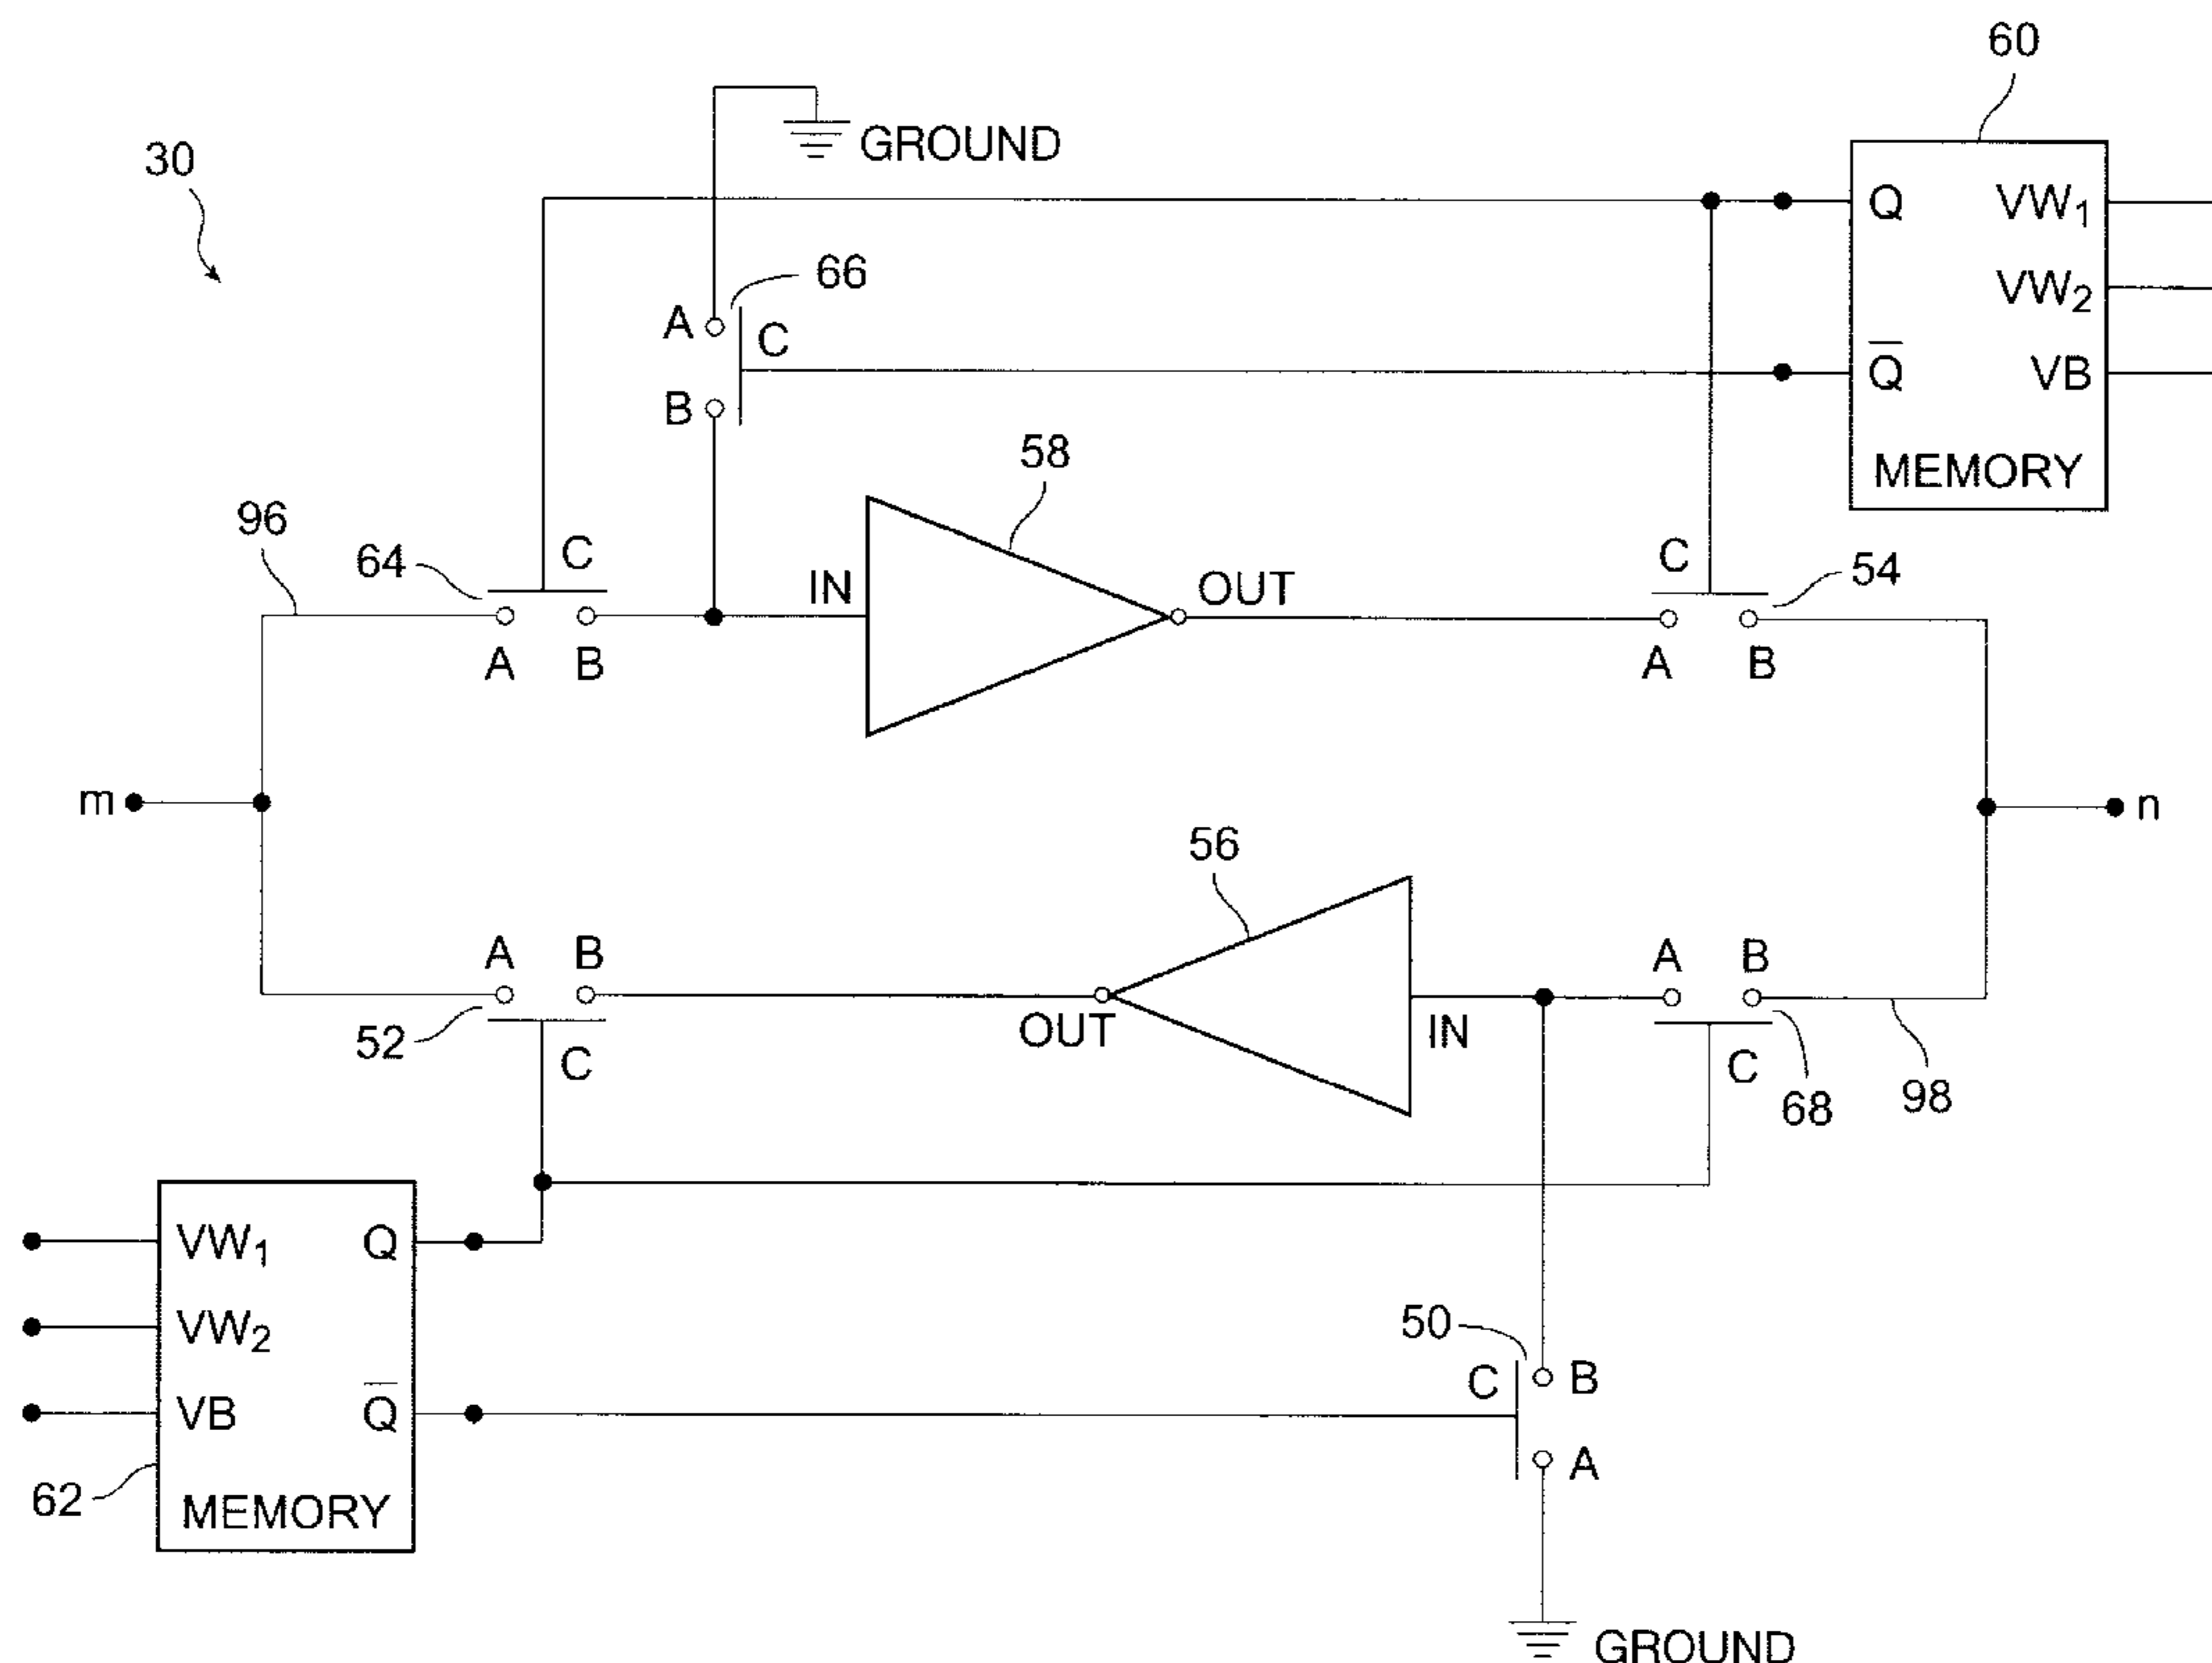 60
30
GROUND
Q VW₁
66
A C
VW₂
Q̅ VB
B
58
MEMORY
96
64 C
IN OUT
C 54
A B
A B
m
n
56
A B
A B
52
C
OUT IN
C
68 98
VW₁ Q
VW₂
50
C B
VB Q̅
A
62
MEMORY
GROUND